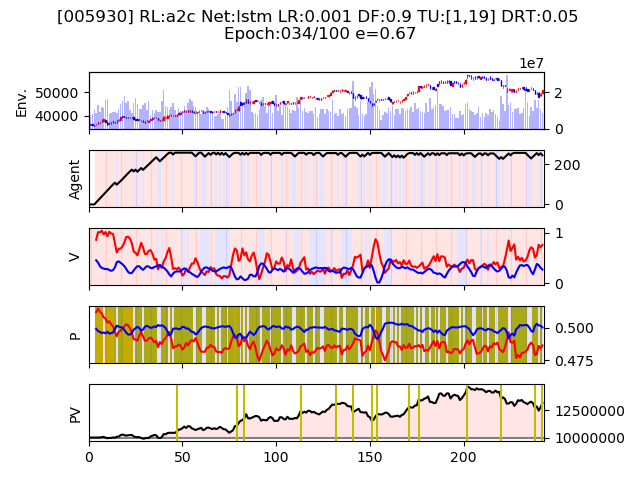 [005930] RL:a2c Net:lstm LR:0.001 DF:0.9 TU:[1,19] DRT:0.05
Epoch:034/100 e=0.67
1e7
Env.
50000
40000
2
0
Agent
200
0
V
1
0
P
0.500
0.475
PV
12500000
10000000
0 50 100 150 200